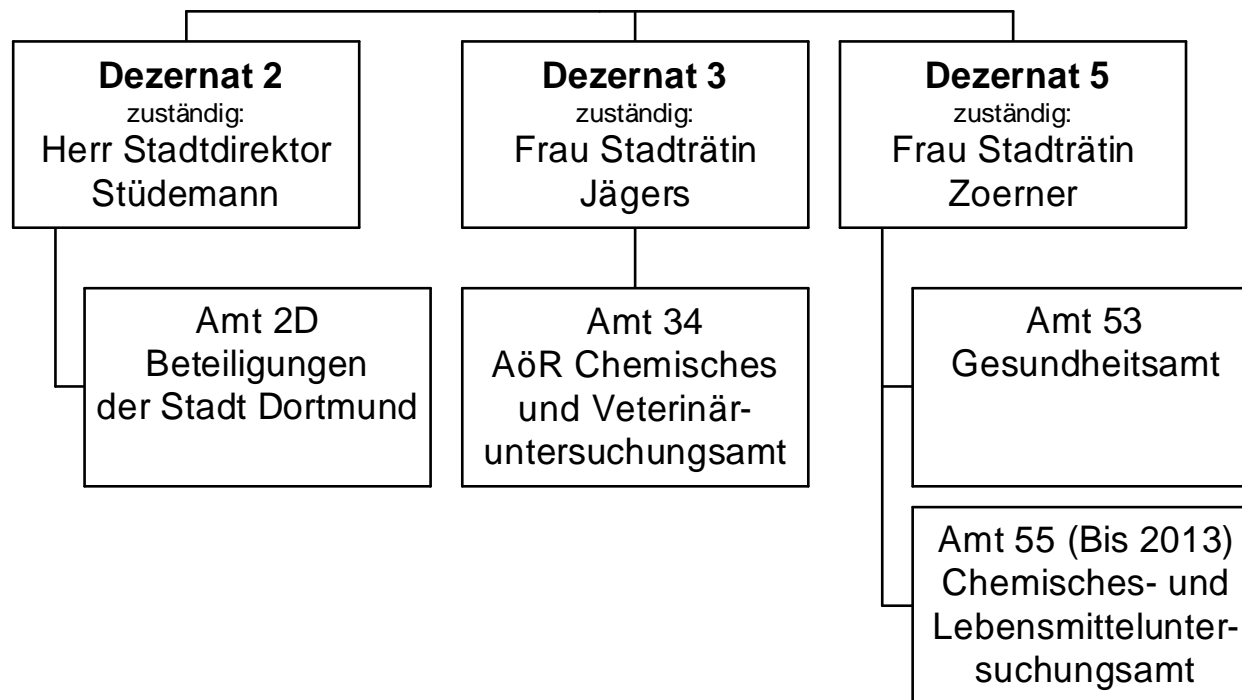 Dezernat 2
zuständig:
Herr Stadtdirektor
Stüdemann
Dezernat 3
zuständig:
Frau Stadträtin
Jägers
Dezernat 5
zuständig:
Frau Stadträtin
Zoerner
Amt 2D
Beteiligungen
der Stadt Dortmund
Amt 34
AöR Chemisches
und Veterinär-
untersuchungsamt
Amt 53
Gesundheitsamt
Amt 55 (Bis 2013)
Chemisches- und
Lebensmittelunter-
suchungsamt